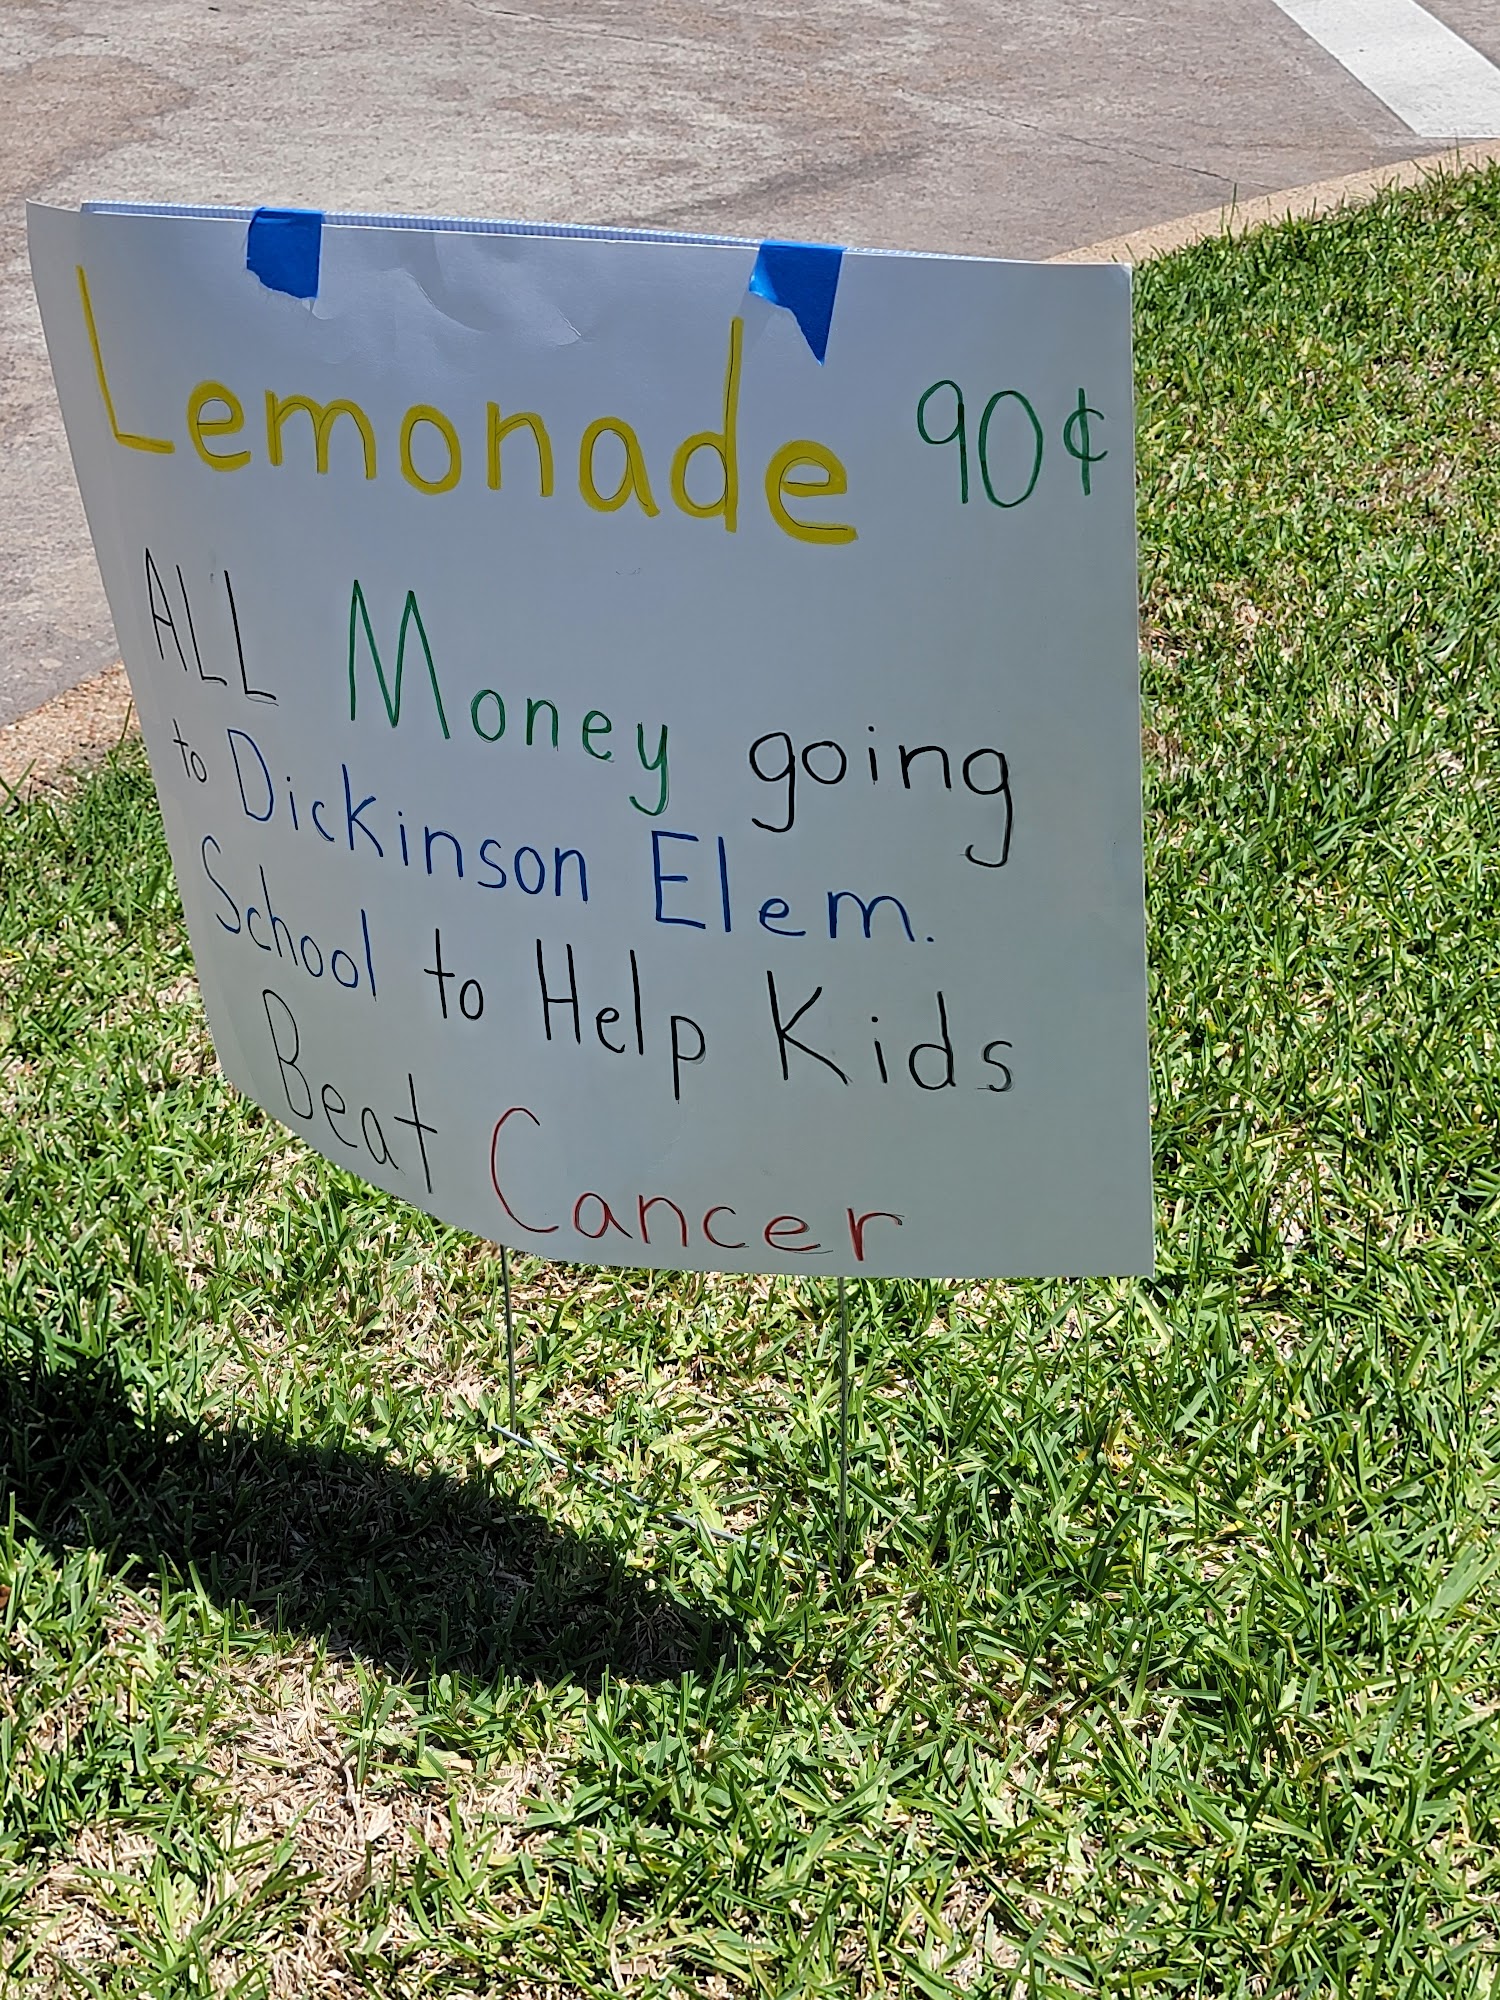 Lemonade 90¢
ALL Money going
to Dickinson Elem.
School to Help Kids
Beat Cancer